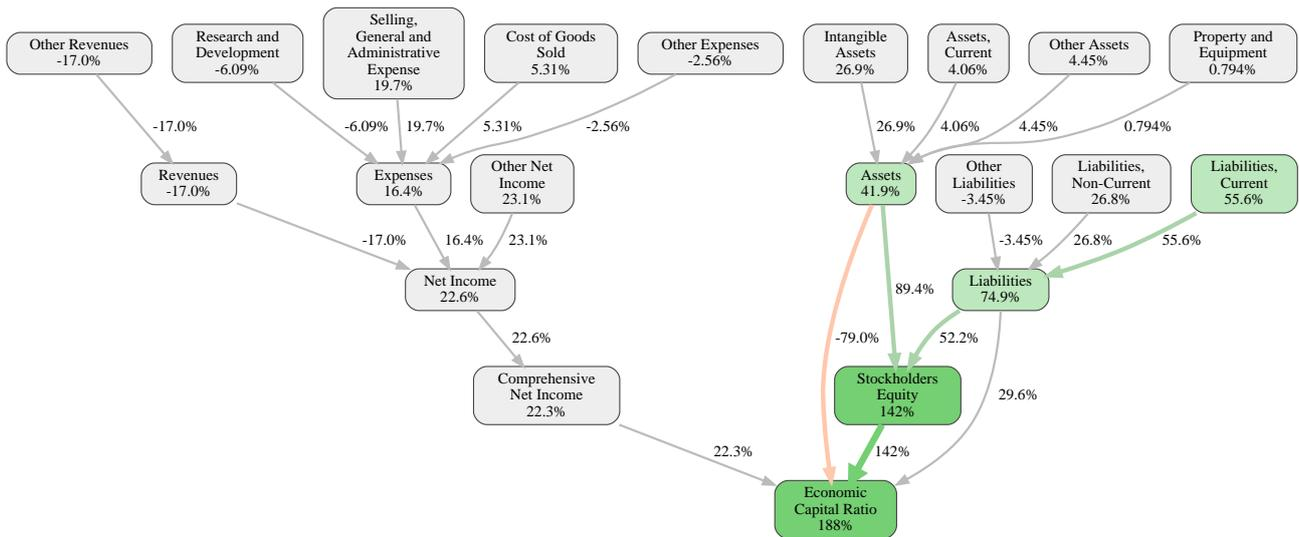 Other Revenues
-17.0%
Research and
Development
-6.09%
Selling,
General and
Administrative
Expense
19.7%
Cost of Goods
Sold
5.31%
Other Expenses
-2.56%
Intangible
Assets
26.9%
Assets,
Current
4.06%
Other Assets
4.45%
Property and
Equipment
0.794%
-17.0%
-6.09%
19.7%
5.31%
-2.56%
26.9%
4.06%
4.45%
0.794%
Revenues
-17.0%
Expenses
16.4%
Other Net
Income
23.1%
Assets
41.9%
Other
Liabilities
-3.45%
Liabilities,
Non-Current
26.8%
Liabilities,
Current
55.6%
-17.0%
16.4%
23.1%
-3.45%
26.8%
55.6%
Net Income
22.6%
89.4%
Liabilities
74.9%
22.6%
-79.0%
52.2%
Comprehensive
Net Income
22.3%
Stockholders
Equity
142%
29.6%
22.3%
142%
Economic
Capital Ratio
188%